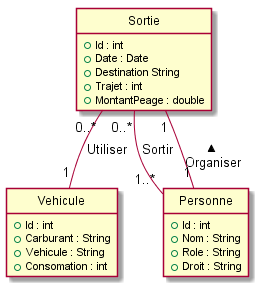 Sortie
Id : int
Date : Date
Destination String
Trajet : int
MontantPeage : double
0..*
0..*
1
Utiliser
Sortir
Organiser
1
1..*
1
Vehicule
Id : int
Carburant : String
Vehicule : String
Consomation : int
Personne
Id : int
Nom : String
Role : String
Droit : String